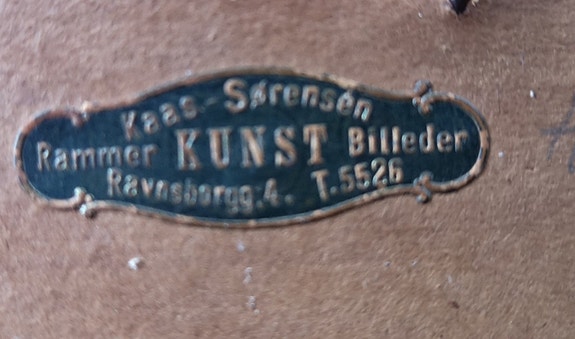 Kaas-Sørensen
Rammer KUNST Billeder
Ravnsborgg.4. T.5526